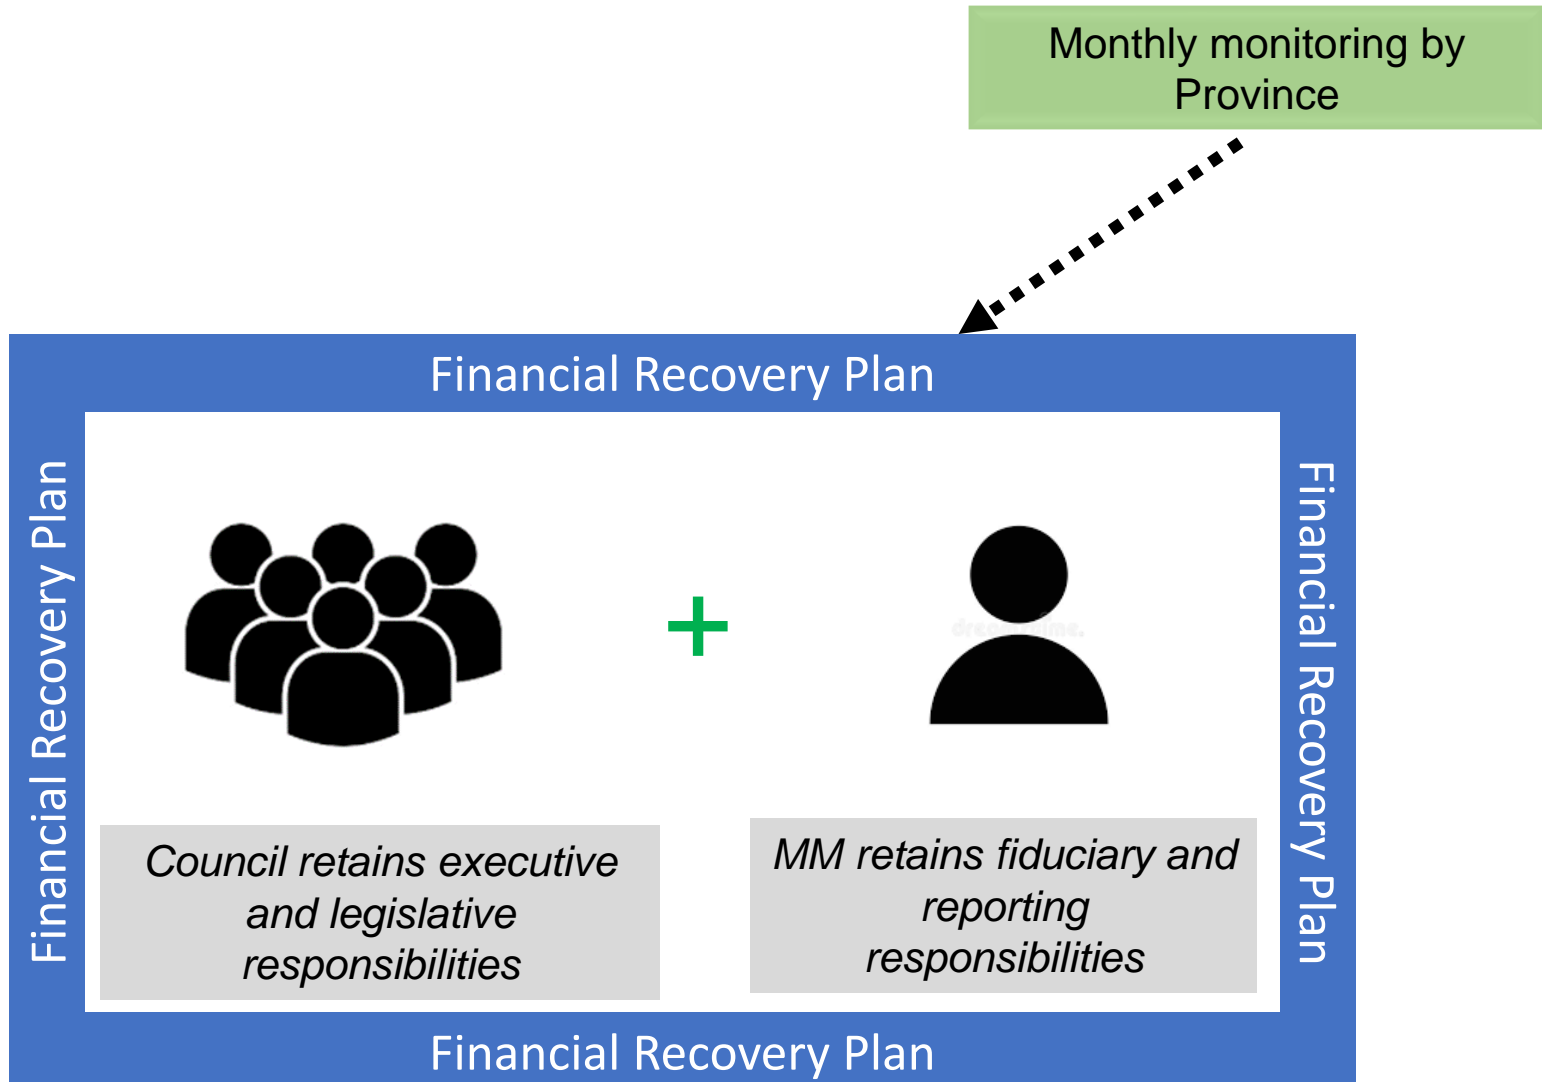 Monthly monitoring by
Province
Financial Recovery Plan
Financial Recovery Plan
Financial Recovery Plan
Council retains executive
and legislative
responsibilities
MM retains fiduciary and
reporting
responsibilities
Financial Recovery Plan